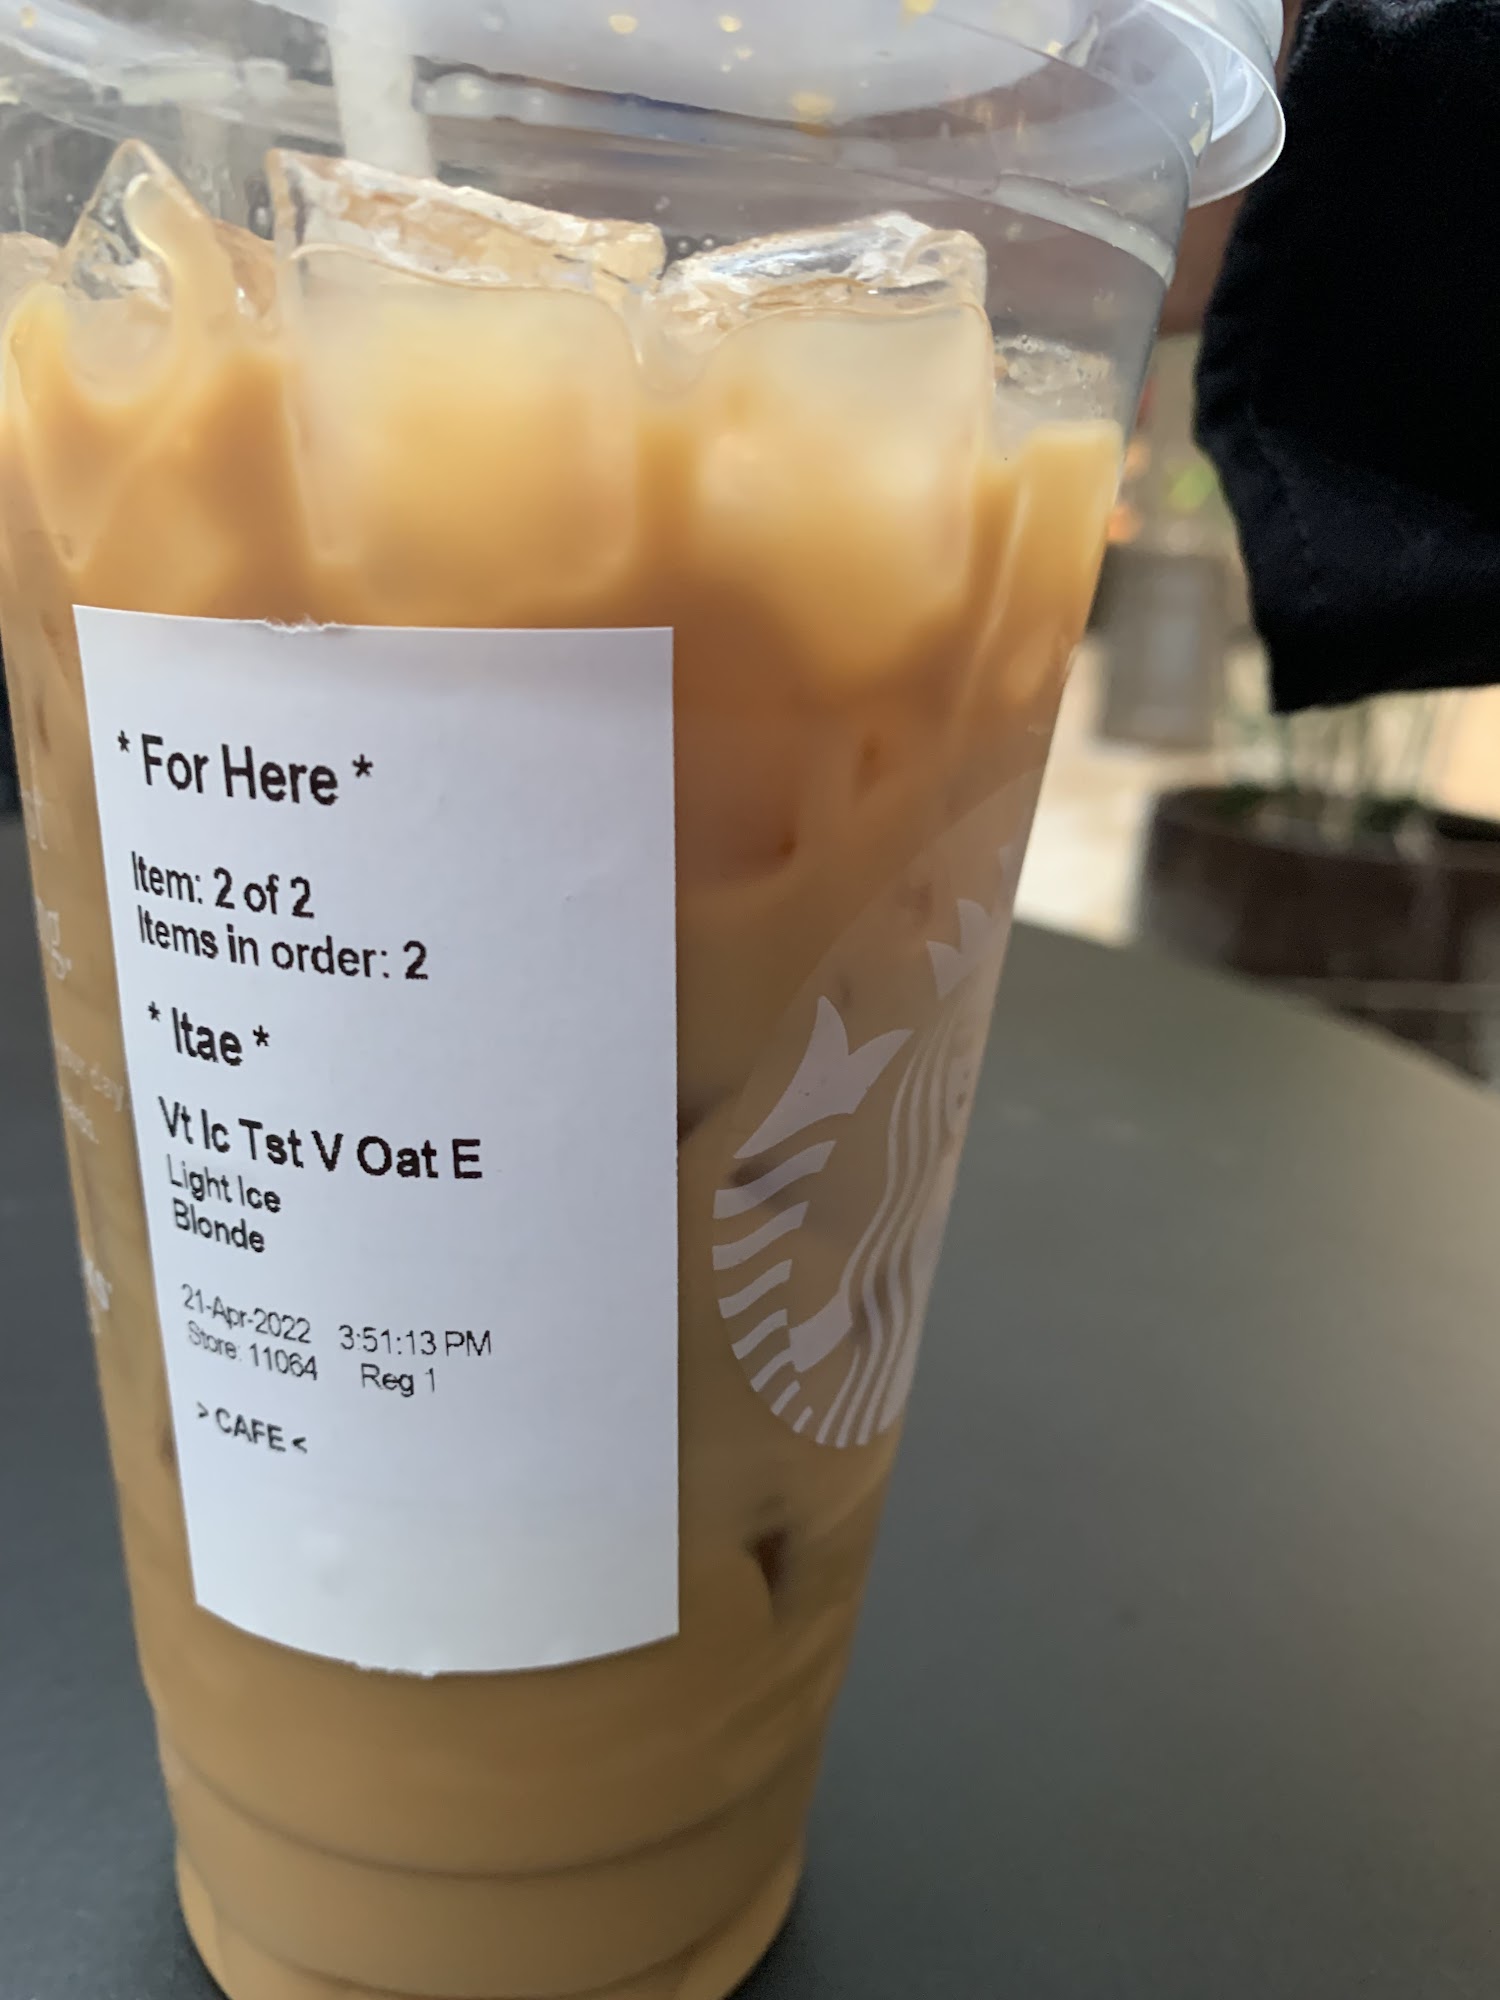 * For Here *
Item: 2 of 2
Items in order: 2
* Itae *
Vt Ic Tst V Oat E
Light Ice
Blonde
21-Apr-2022 3:51:13 PM
Store: 11064 Reg 1
> CAFE <